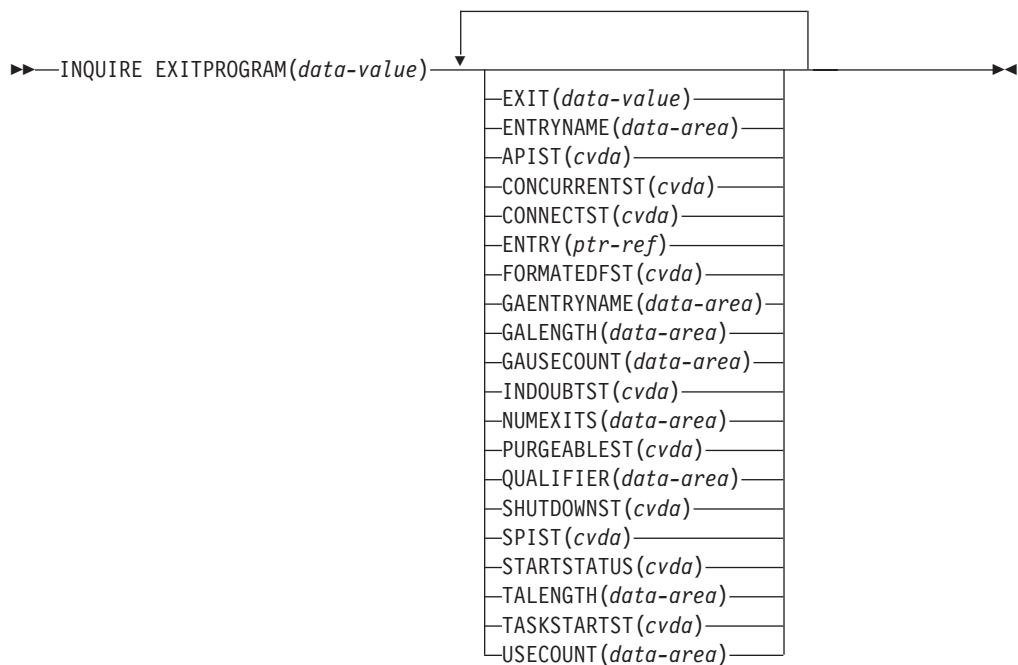 INQUIRE EXITPROGRAM(data-value)
EXIT(data-value)
ENTRYNAME(data-area)
APIST(cvda)
CONCURRENTST(cvda)
CONNECTST(cvda)
ENTRY(ptr-ref)
FORMATEDFST(cvda)
GAENTRYNAME(data-area)
GALENGTH(data-area)
GAUSECOUNT(data-area)
INDOUBTST(cvda)
NUMEXITS(data-area)
PURGEABLEST(cvda)
QUALIFIER(data-area)
SHUTDOWNST(cvda)
SPIST(cvda)
STARTSTATUS(cvda)
TALENGTH(data-area)
TASKSTARTST(cvda)
USECOUNT(data-area)